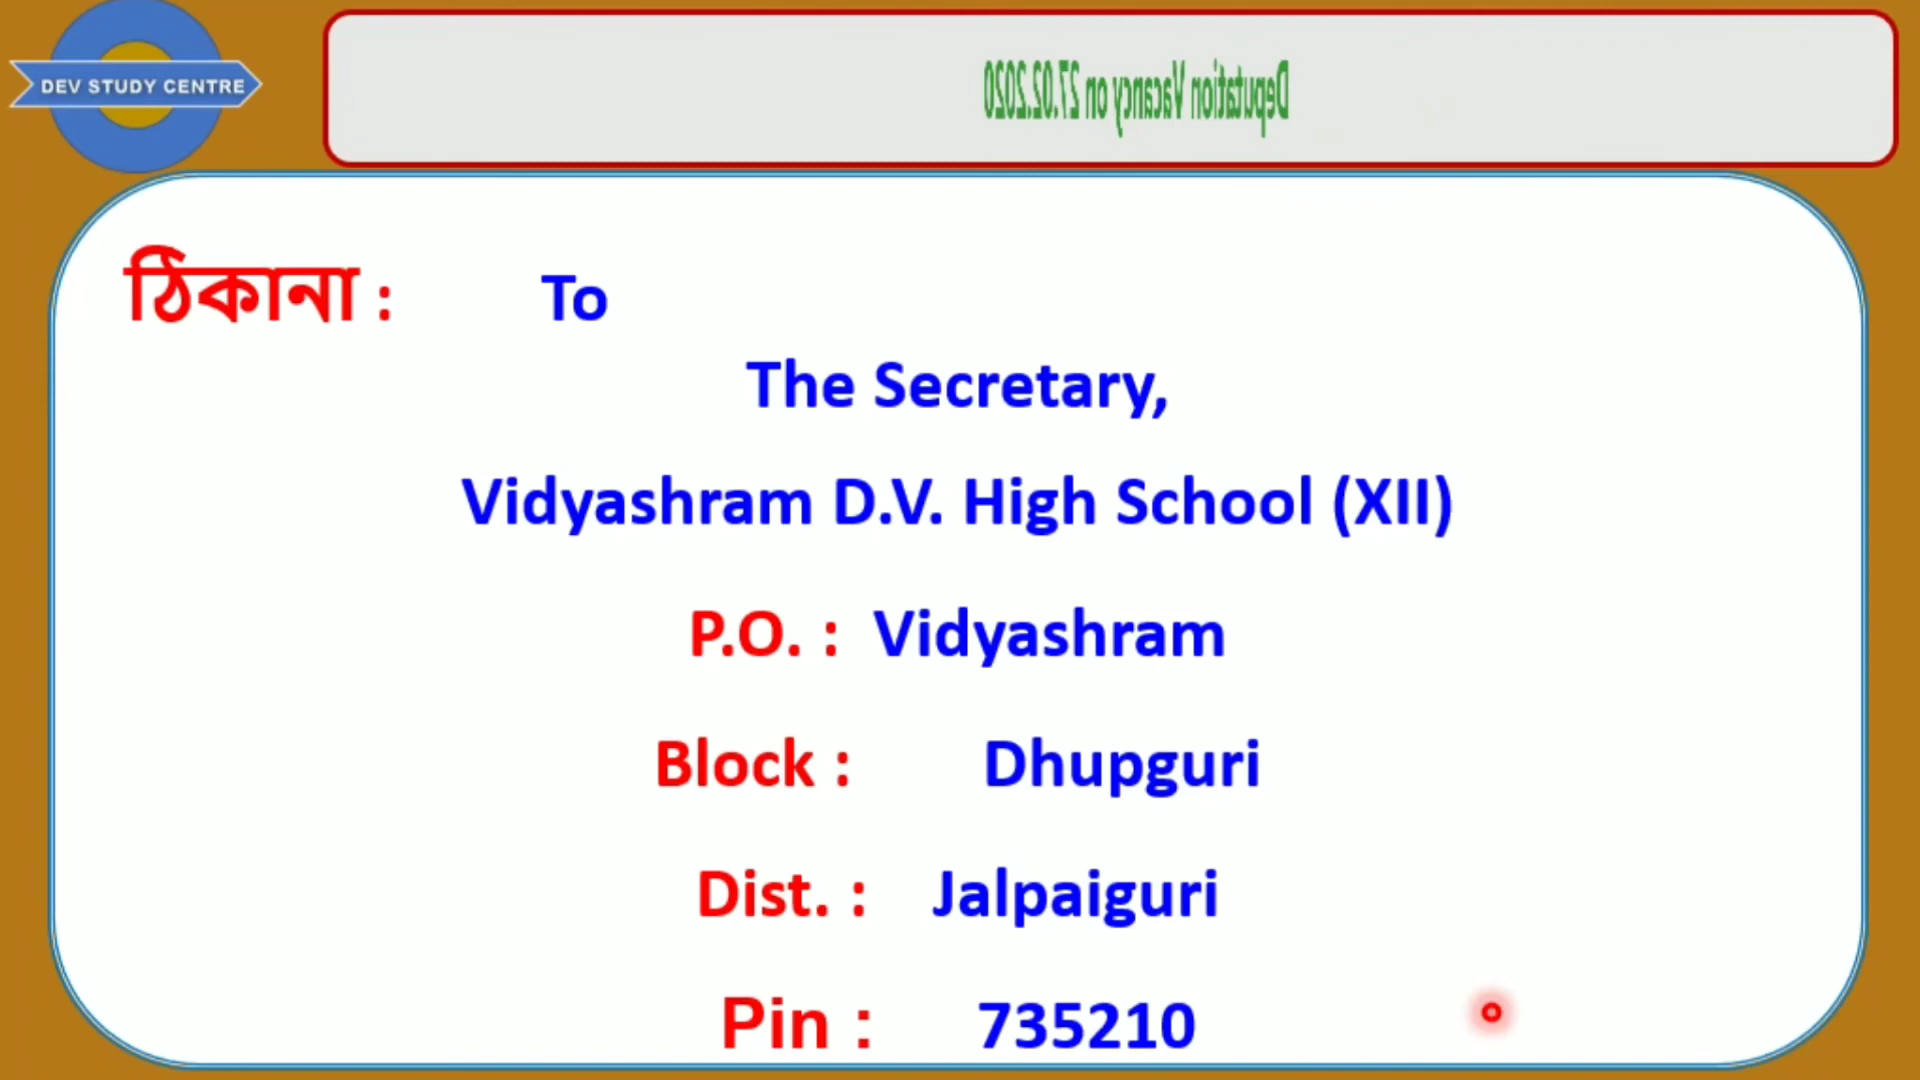 DEV STUDY CENTRE
Deputation Vacancy on 27.02.2020
ঠিকানা : To
The Secretary,
Vidyashram D.V. High School (XII)
P.O. : Vidyashram
Block : Dhupguri
Dist. : Jalpaiguri
Pin : 735210